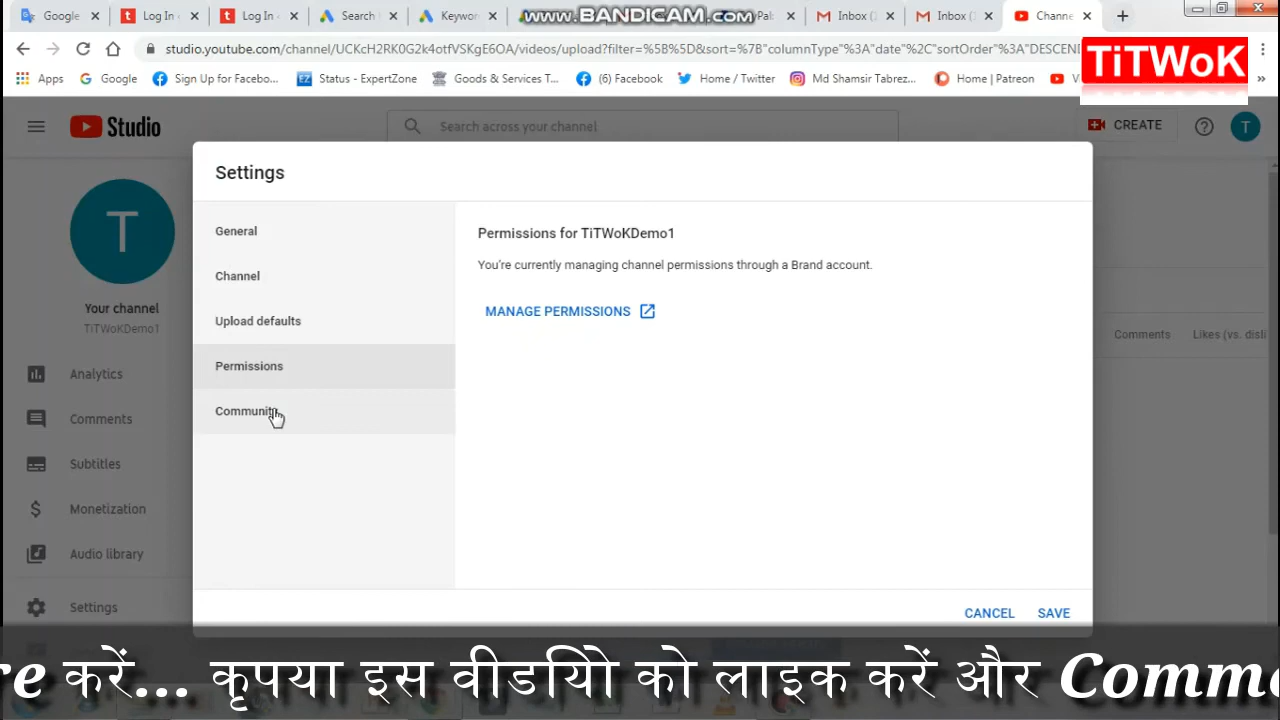 Google
Log In
Log In
Search
Keywor
www.BANDICAM.com
Inbox (
Inbox (
Channe
studio.youtube.com/channel/UCKcH2RK0G2k4otfVSKgE6OA/videos/upload?filter=%5B%5D&sort=%7B"columnType"%3A"date"%2C"sortOrder"%3A"DESCEND
TiTWoK
Apps
Google
Sign Up for Facebo...
Status - ExpertZone
Goods & Services T...
(6) Facebook
Home / Twitter
Md Shamsir Tabrez...
Home | Patreon
Studio
Search across your channel
CREATE
T
T
Your channel
TiTWoKDemo1
Analytics
Comments
Subtitles
Monetization
Audio library
Settings
Settings
General
Channel
Upload defaults
Permissions
Community
Permissions for TiTWoKDemo1
You're currently managing channel permissions through a Brand account.
MANAGE PERMISSIONS
Comments
Likes (vs. disli
CANCEL
SAVE
re करें... कृपया इस वीडियो को लाइक करें और Comme